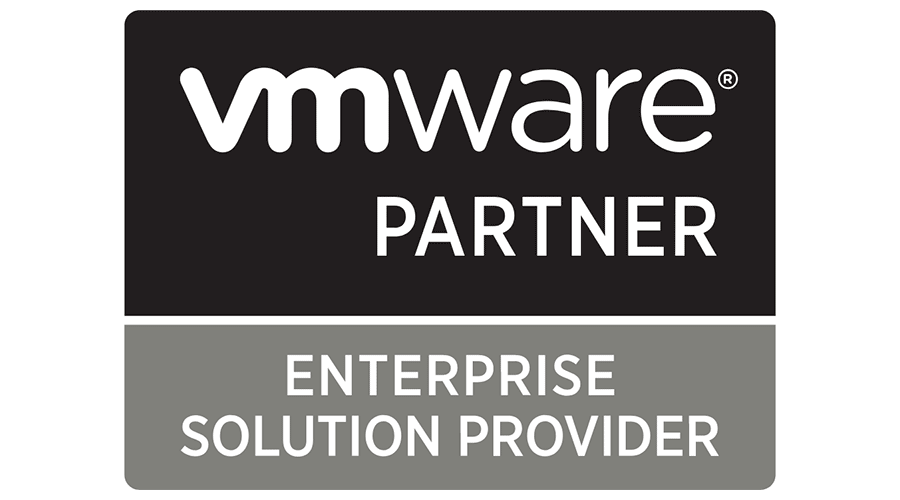 vmware®
PARTNER
ENTERPRISE
SOLUTION PROVIDER